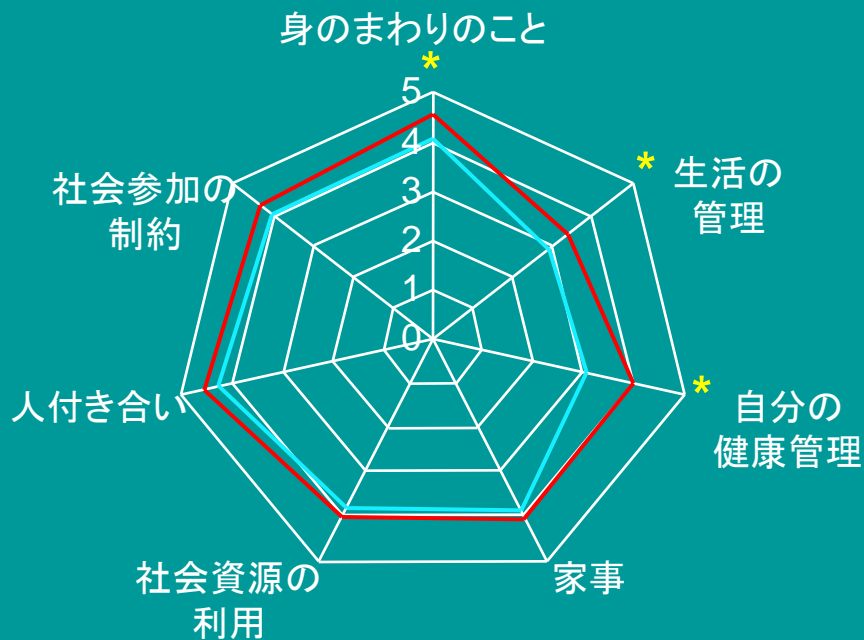 身のまわりのこと
*
5
4
3
2
1
0
* 生活の
管理
* 自分の
健康管理
家事
社会資源の
利用
人付き合い
社会参加の
制約